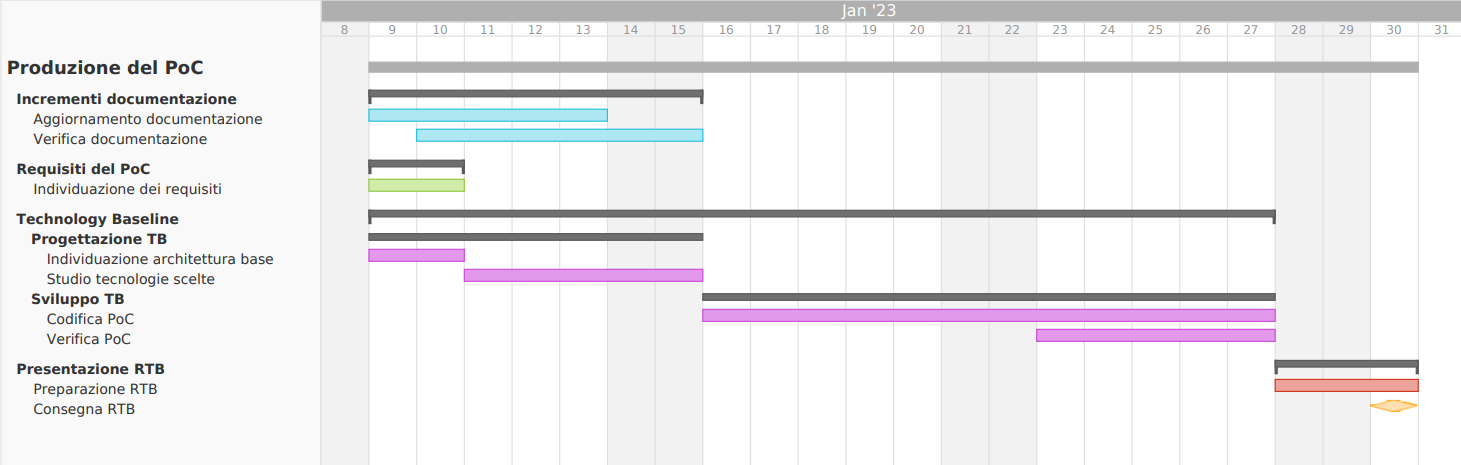 Jan '23
8 9 10 11 12 13 14 15 16 17 18 19 20 21 22 23 24 25 26 27 28 29 30 31
Produzione del PoC
Incrementi documentazione
Aggiornamento documentazione
Verifica documentazione
Requisiti del PoC
Individuazione dei requisiti
Technology Baseline
Progettazione TB
Individuazione architettura base
Studio tecnologie scelte
Sviluppo TB
Codifica PoC
Verifica PoC
Presentazione RTB
Preparazione RTB
Consegna RTB